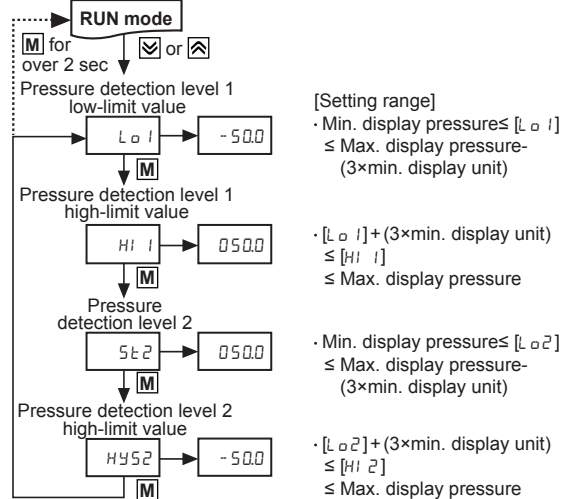 RUN mode
M for
over 2 sec
or
Pressure detection level 1
low-limit value
Lo1
-50.0
M
[Setting range]
· Min. display pressure≤ [Lo1]
≤ Max. display pressure-
(3×min. display unit)
Pressure detection level 1
high-limit value
HI 1
050.0
M
· [Lo1]+(3×min. display unit)
≤ [HI 1]
≤ Max. display pressure
Pressure
detection level 2
St2
050.0
M
· Min. display pressure≤ [Lo2]
≤ Max. display pressure-
(3×min. display unit)
Pressure detection level 2
high-limit value
HYS2
-50.0
M
· [Lo2]+(3×min. display unit)
≤ [HI 2]
≤ Max. display pressure